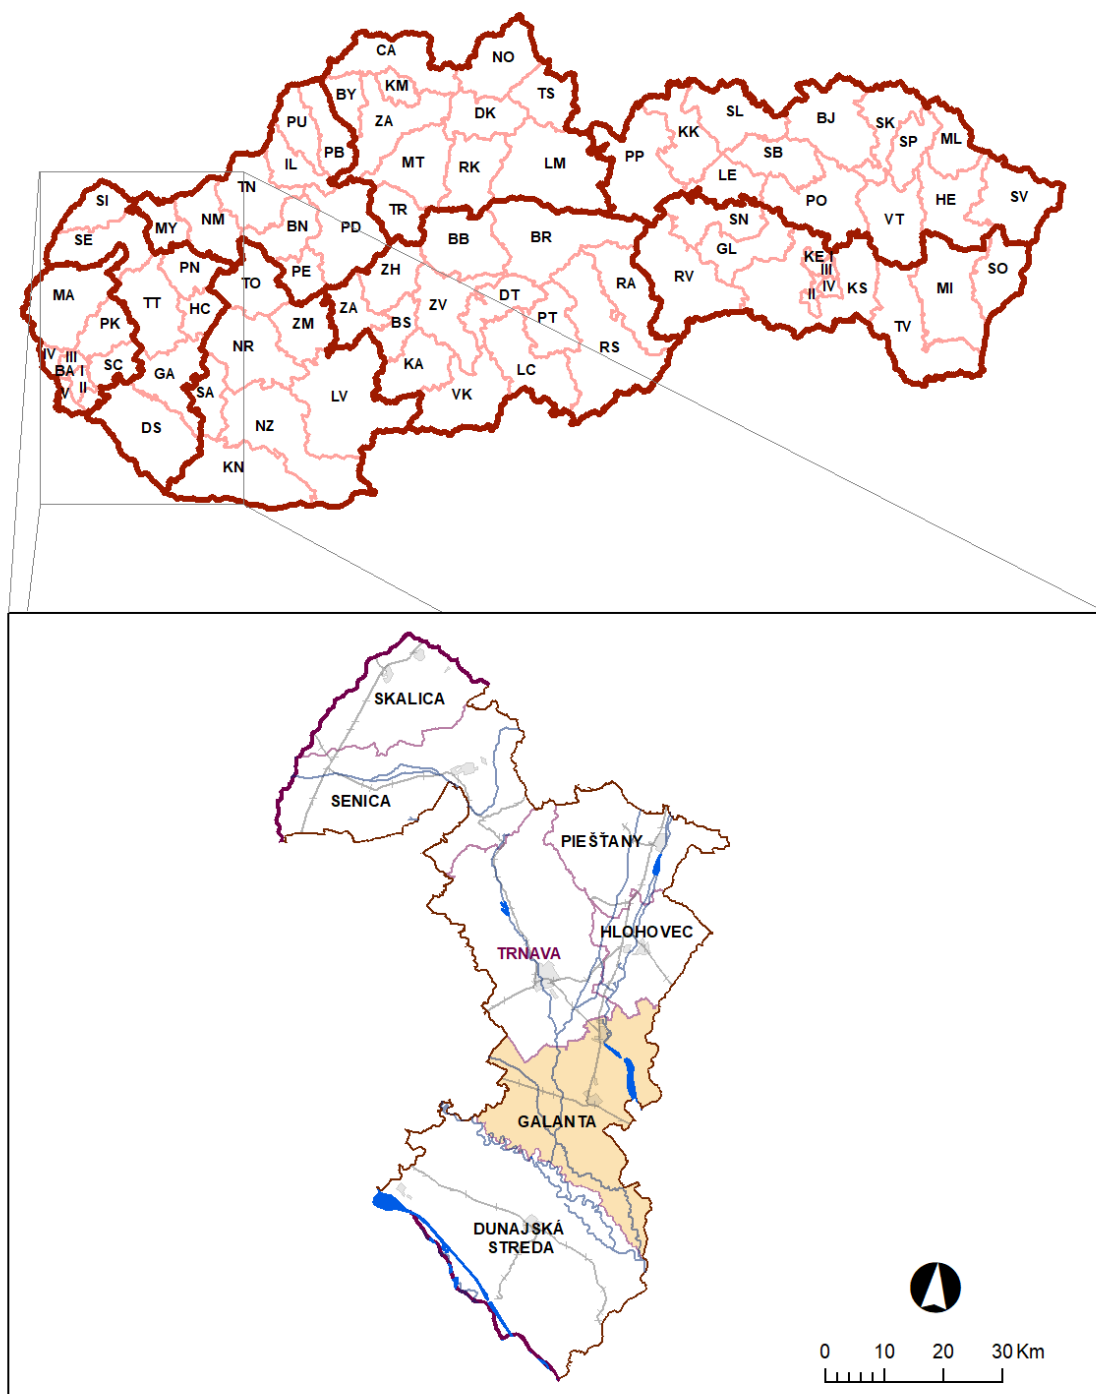 CA
NO
BY
KM
TS
PU
ZA
DK
SL
BJ
SK
ML
KK
SP
PB
MT
RK
LM
PP
SB
IL
LE
TN
SI
TR
PO
HE
SV
NM
BN
PD
SN
VT
MY
SE
BB
BR
GL
KE
I
III
PN
PE
ZH
RV
IV
II
KS
SO
MA
TT
TO
RA
MI
HC
ZA
ZV
DT
PK
ZM
BS
PT
TV
IV
III
NR
RS
BA
I
SC
GA
KA
LC
V
II
SA
LV
VK
DS
NZ
KN
SKALICA
SENICA
PIEŠŤANY
HLOHOVEC
TRNAVA
GALANTA
DUNAJSKÁ
STREDA
0 10 20 30 Km